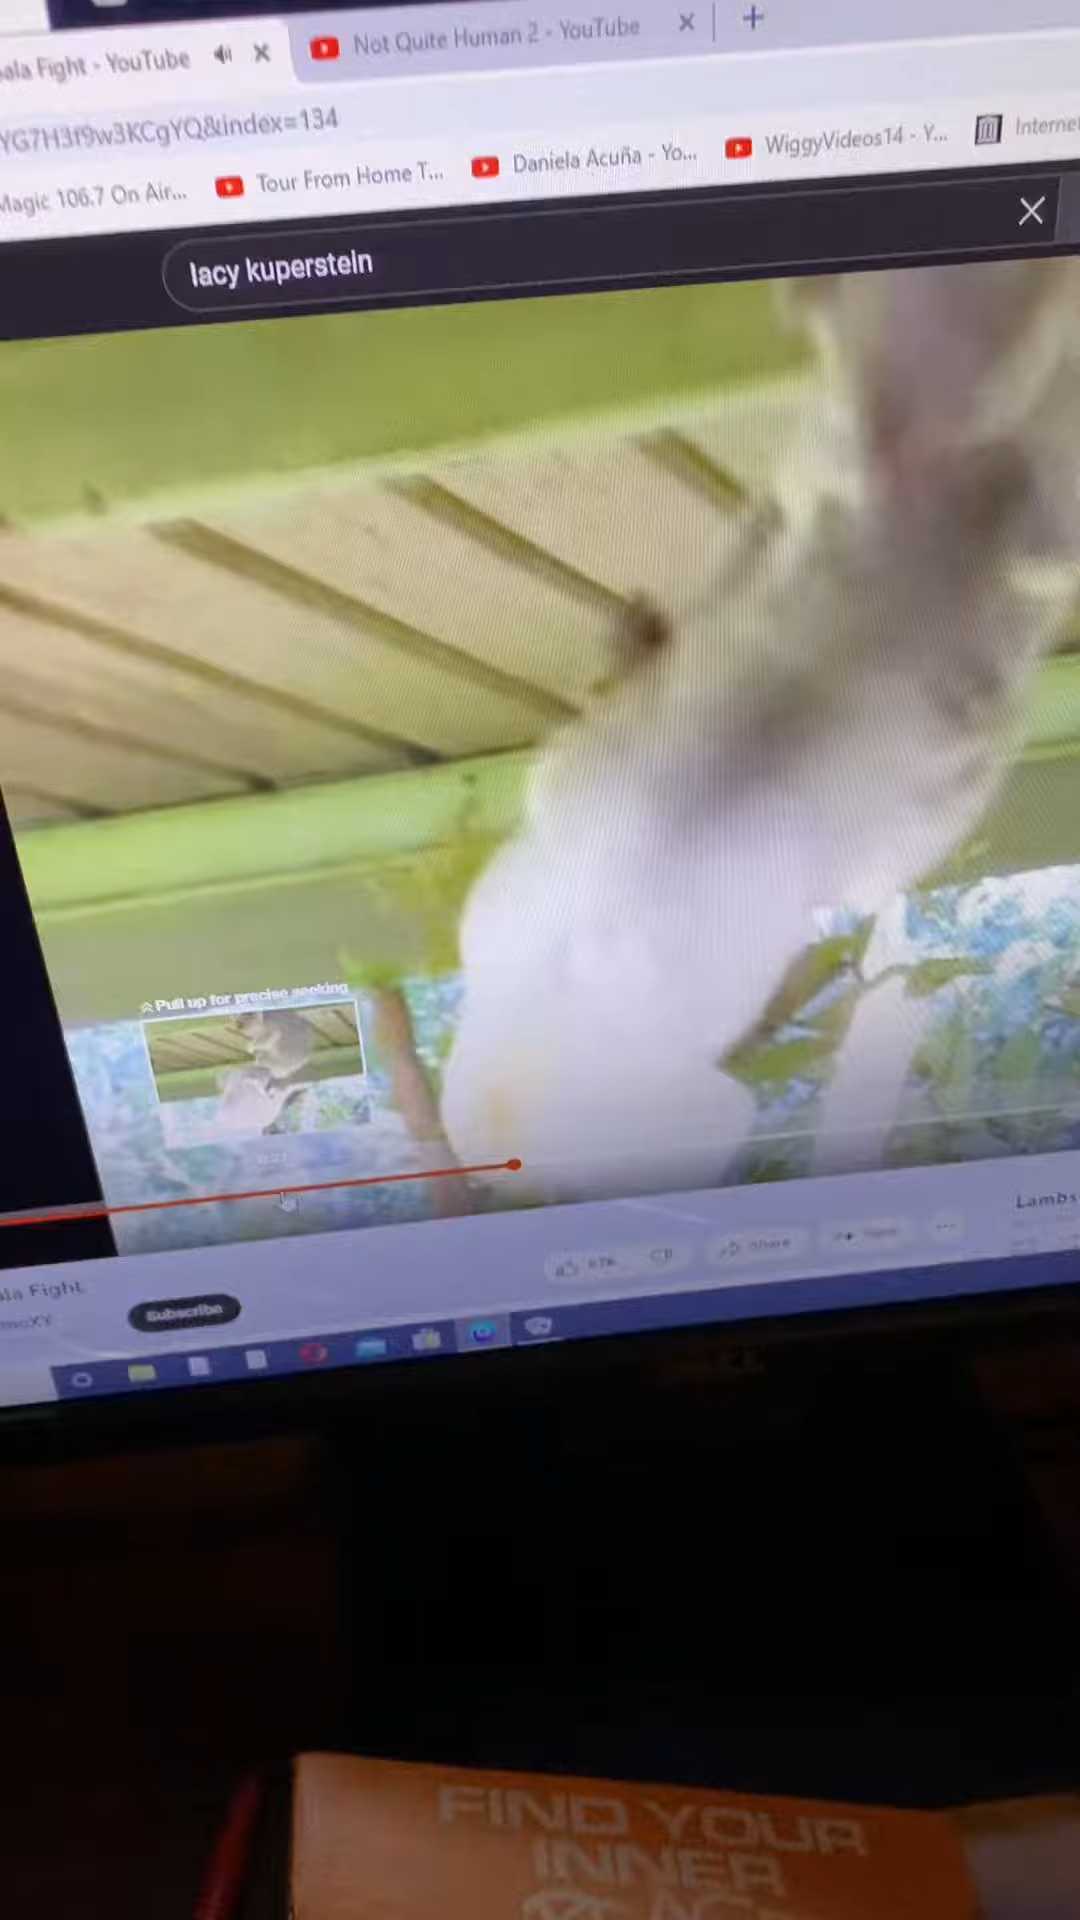 ala Fight - YouTube
Not Quite Human 2 - YouTube
YG7H3f9w3KCgYQ&index=134
Magic 106.7 On Air...
Tour From Home T...
Daniela Acuña - Yo...
WiggyVideos14 - Y...
Interne
lacy kuperstein
Pull up for precise seeking
Lambs
ala Fight.
moXY
Subscribe
Share
FIND YOUR
INNER